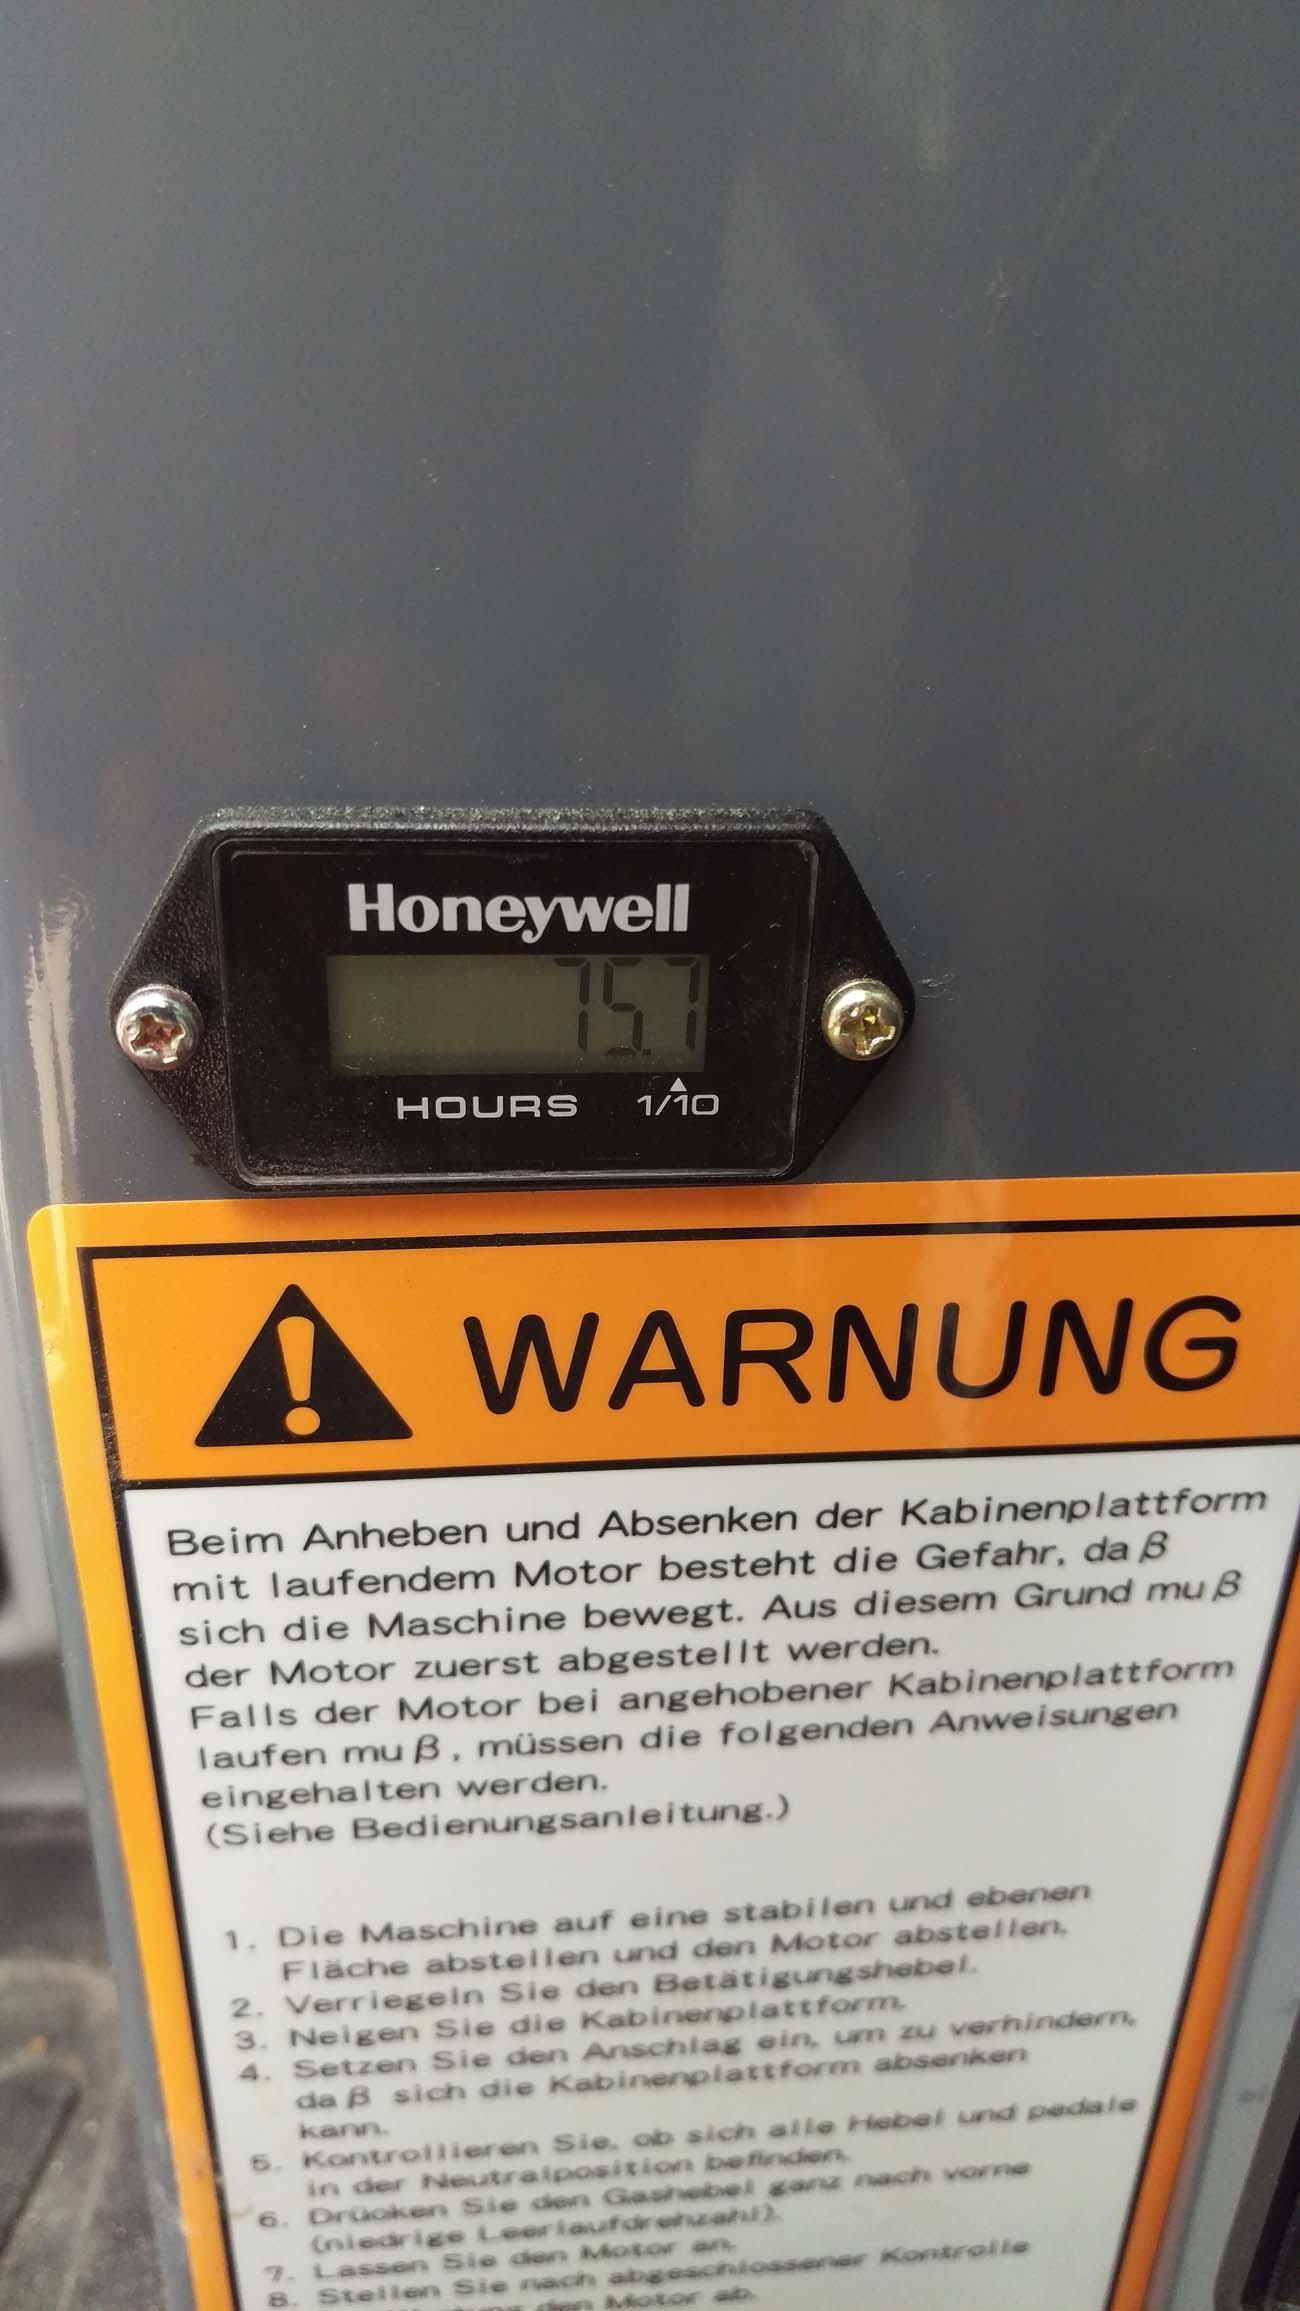 Honeywell
75.7
HOURS 1/10
WARNUNG
Beim Anheben und Absenken der Kabinenplattform
mit laufendem Motor besteht die Gefahr, daß
sich die Maschine bewegt. Aus diesem Grund muß
der Motor zuerst abgestellt werden.
Falls der Motor bei angehobener Kabinenplattform
laufen muß, müssen die folgenden Anweisungen
eingehalten werden.
(Siehe Bedienungsanleitung.)
1. Die Maschine auf eine stabilen und ebenen
Fläche abstellen und den Motor abstellen.
2. Verriegeln Sie den Betätigungshebel.
3. Neigen Sie die Kabinenplattform.
4. Setzen Sie den Anschlag ein, um zu verhindern,
daß sich die Kabinenplattform absenken
kann.
5. Kontrollieren Sie, ob sich alle Hebel und pedale
in der Neutralposition befinden.
6. Drücken Sie den Gashebel ganz nach vorne
(niedrige Leerlaufdrehzahl).
7. Lassen Sie den Motor an.
8. Stellen Sie nach abgeschlossener Kontrolle
den Motor ab.